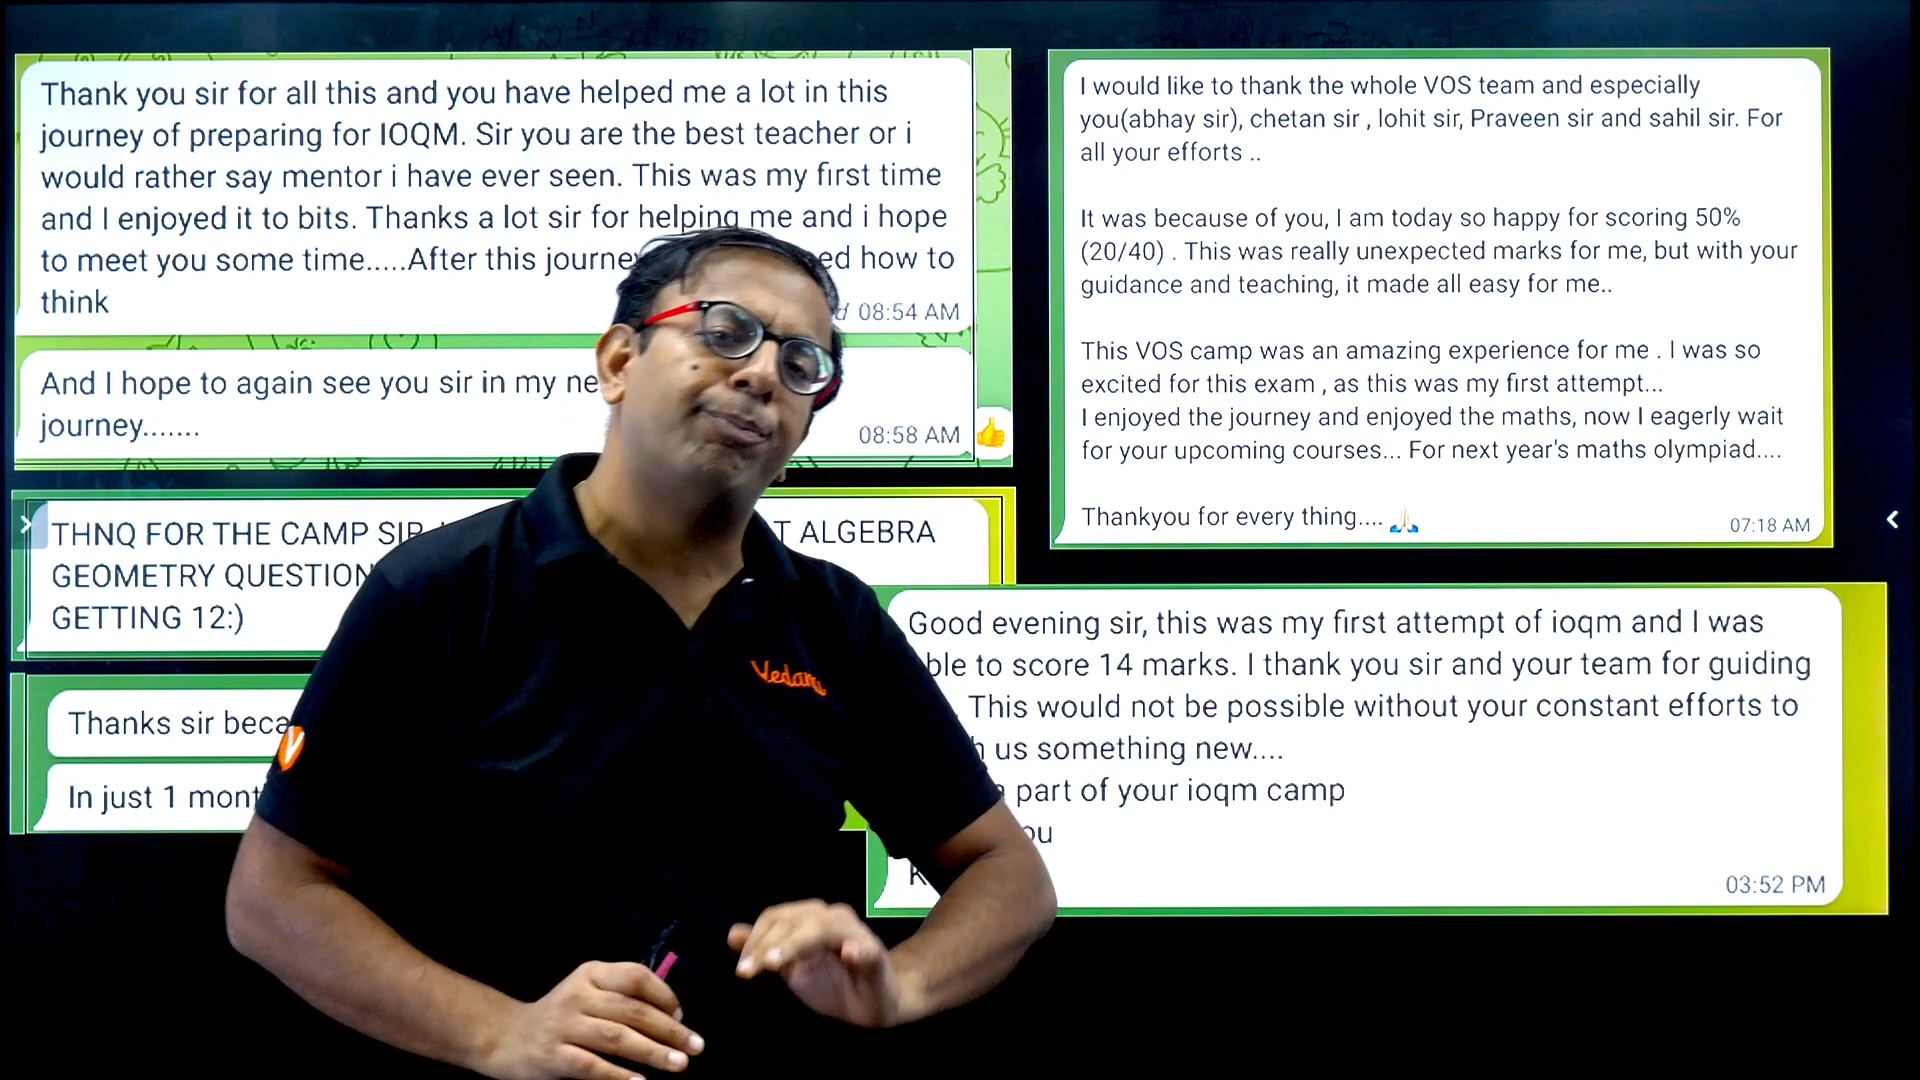 Thank you sir for all this and you have helped me a lot in this
journey of preparing for IOQM. Sir you are the best teacher or i
would rather say mentor i have ever seen. This was my first time
and I enjoyed it to bits. Thanks a lot sir for helping me and i hope
to meet you some time.....After this how to
think
08:54 AM
And I hope to again see you sir in my
journey.......
08:58 AM
THNQ FOR THE CAMP SIR ALGEBRA
GEOMETRY
GETTING 12:)
Thanks sir
In just 1
I would like to thank the whole VOS team and especially
you(abhay sir), chetan sir , lohit sir, Praveen sir and sahil sir. For
all your efforts ..
It was because of you, I am today so happy for scoring 50%
(20/40) . This was really unexpected marks for me, but with your
guidance and teaching, it made all easy for me..
This VOS camp was an amazing experience for me . I was so
excited for this exam , as this was my first attempt...
I enjoyed the journey and enjoyed the maths, now I eagerly wait
for your upcoming courses... For next year's maths olympiad....
Thankyou for every thing.... 🙏🏻
07:18 AM
Good evening sir, this was my first attempt of ioqm and I was
to score 14 marks. I thank you sir and your team for guiding
This would not be possible without your constant efforts to
us something new....
part of your ioqm camp
03:52 PM